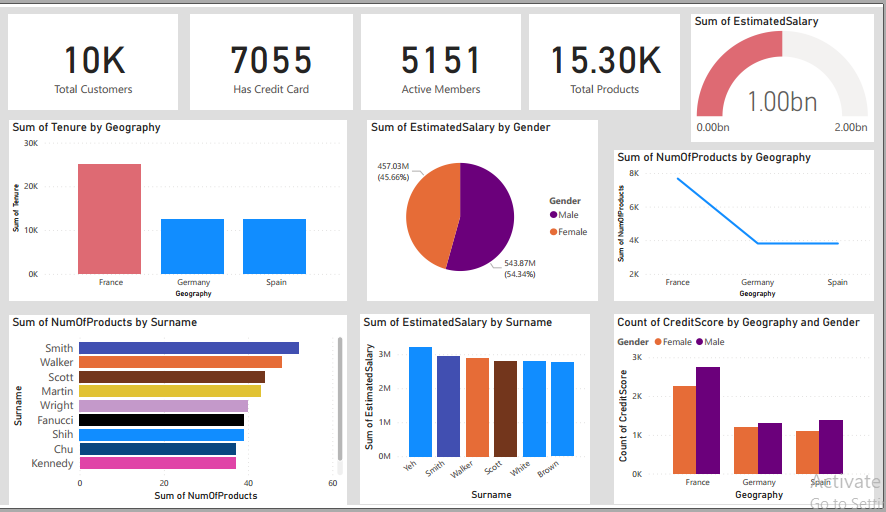 10K
Total Customers
7055
Has Credit Card
5151
Active Members
15.30K
Total Products
Sum of EstimatedSalary
1.00bn
0.00bn
2.00bn
Sum of Tenure by Geography
30K
20K
10K
0K
Sum of Tenure
France
Germany
Spain
Geography
Sum of EstimatedSalary by Gender
457.03M
(45.66%)
543.87M
(54.34%)
Gender
Male
Female
Sum of NumOfProducts by Geography
8K
6K
4K
2K
Sum of NumOfProducts
France
Germany
Spain
Geography
Sum of NumOfProducts by Surname
Surname
Smith
Walker
Scott
Martin
Wright
Fanucci
Shih
Chu
Kennedy
0
20
40
60
Sum of NumOfProducts
Sum of EstimatedSalary by Surname
3M
2M
1M
0M
Sum of EstimatedSalary
Yeh
Smith
Walker
Scott
White
Brown
Surname
Count of CreditScore by Geography and Gender
Gender
Female
Male
3K
2K
1K
0K
Count of CreditScore
France
Germany
Spain
Geography
Activate
Go to Setti